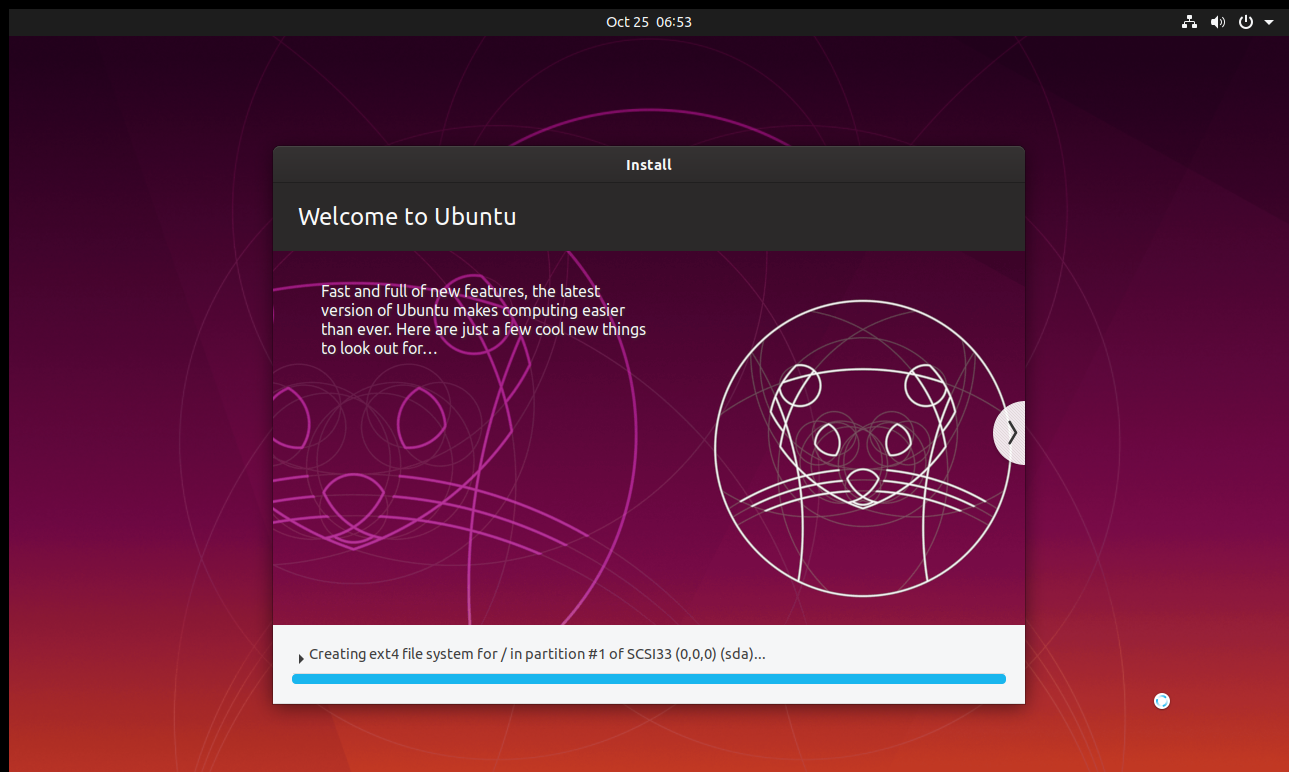 Oct 25 06:53
Install
Welcome to Ubuntu
Fast and full of new features, the latest
version of Ubuntu makes computing easier
than ever. Here are just a few cool new things
to look out for…
Creating ext4 file system for / in partition #1 of SCSI33 (0,0,0) (sda)...